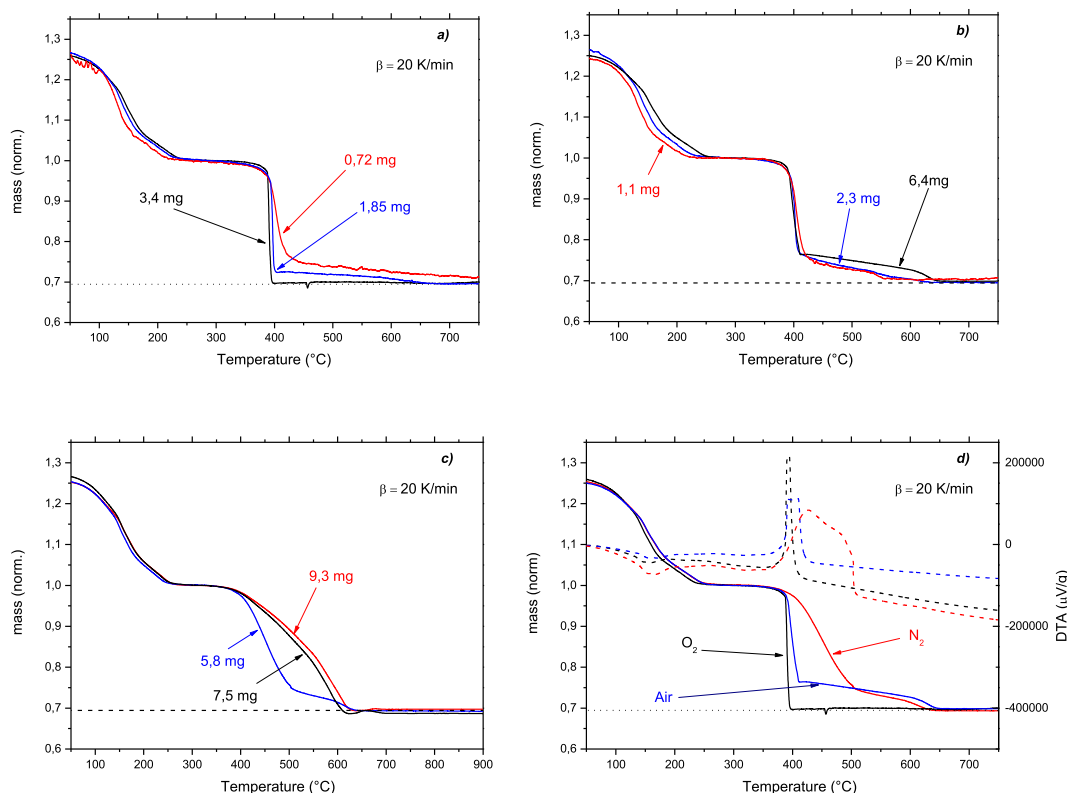 a)
β = 20 K/min
1,3
1,2
1,1
1,0
0,9
0,8
0,7
0,6
mass (norm.)
0,72 mg
3,4 mg
1,85 mg
100 200 300 400 500 600 700
Temperature (°C)
b)
β = 20 K/min
1,3
1,2
1,1
1,0
0,9
0,8
0,7
0,6
mass (norm.)
1,1 mg
6,4mg
2,3 mg
100 200 300 400 500 600 700
Temperature (°C)
c)
β = 20 K/min
1,3
1,2
1,1
1,0
0,9
0,8
0,7
0,6
mass (norm.)
9,3 mg
5,8 mg
7,5 mg
100 200 300 400 500 600 700 800 900
Temperature (°C)
d)
β = 20 K/min
1,3
1,2
1,1
1,0
0,9
0,8
0,7
0,6
mass (norm.)
O2
N2
Air
200000
0
-200000
-400000
DTA (μV/g)
100 200 300 400 500 600 700
Temperature (°C)